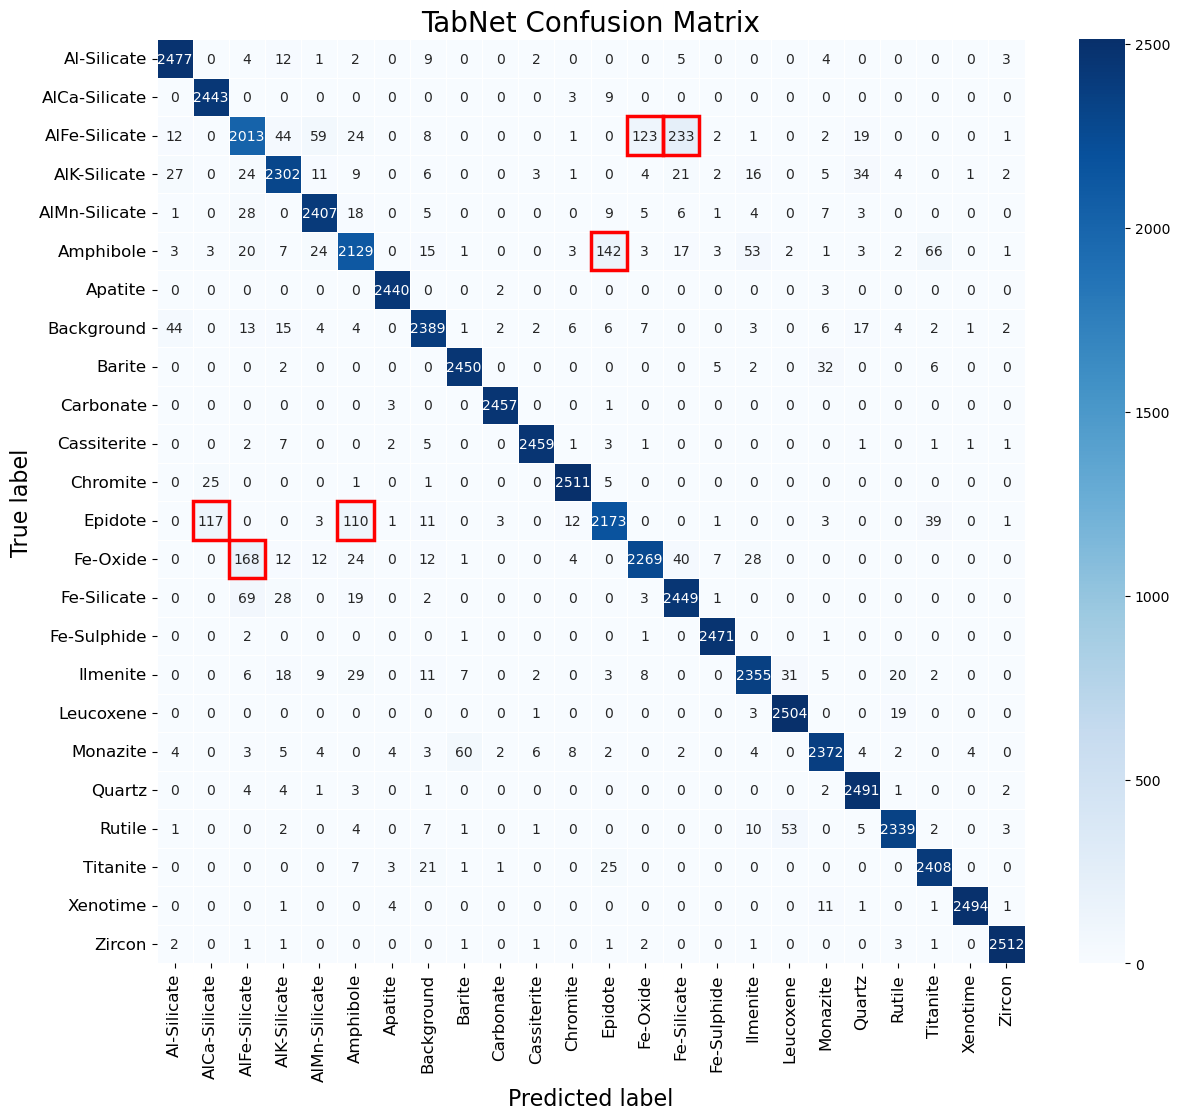 TabNet Confusion Matrix
True label
Al-Silicate 2477 0 4 12 1 2 0 9 0 0 2 0 0 0 5 0 0 0 4 0 0 0 0 3
AlCa-Silicate 0 2443 0 0 0 0 0 0 0 0 0 3 9 0 0 0 0 0 0 0 0 0 0 0
AlFe-Silicate 12 0 2013 44 59 24 0 8 0 0 0 1 0 123 233 2 1 0 2 19 0 0 0 1
AlK-Silicate 27 0 24 2302 11 9 0 6 0 0 3 1 0 4 21 2 16 0 5 34 4 0 1 2
AlMn-Silicate 1 0 28 0 2407 18 0 5 0 0 0 0 9 5 6 1 4 0 7 3 0 0 0 0
Amphibole 3 3 20 7 24 2129 0 15 1 0 0 3 142 3 17 3 53 2 1 3 2 66 0 1
Apatite 0 0 0 0 0 0 2440 0 0 2 0 0 0 0 0 0 0 0 3 0 0 0 0 0
Background 44 0 13 15 4 4 0 2389 1 2 2 6 6 7 0 0 3 0 6 17 4 2 1 2
Barite 0 0 0 2 0 0 0 0 2450 0 0 0 0 0 0 5 2 0 32 0 0 6 0 0
Carbonate 0 0 0 0 0 0 3 0 0 2457 0 0 1 0 0 0 0 0 0 0 0 0 0 0
Cassiterite 0 0 2 7 0 0 2 5 0 0 2459 1 3 1 0 0 0 0 0 1 0 1 1 1
Chromite 0 25 0 0 0 1 0 1 0 0 0 2511 5 0 0 0 0 0 0 0 0 0 0 0
Epidote 0 117 0 0 3 110 1 11 0 3 0 12 2173 0 0 1 0 0 3 0 0 39 0 1
Fe-Oxide 0 0 168 12 12 24 0 12 1 0 0 4 0 2269 40 7 28 0 0 0 0 0 0 0
Fe-Silicate 0 0 69 28 0 19 0 2 0 0 0 0 0 3 2449 1 0 0 0 0 0 0 0 0
Fe-Sulphide 0 0 2 0 0 0 0 0 1 0 0 0 0 1 0 2471 0 0 1 0 0 0 0 0
Ilmenite 0 0 6 18 9 29 0 11 7 0 2 0 3 8 0 0 2355 31 5 0 20 2 0 0
Leucoxene 0 0 0 0 0 0 0 0 0 0 1 0 0 0 0 0 3 2504 0 0 19 0 0 0
Monazite 4 0 3 5 4 0 4 3 60 2 6 8 2 0 2 0 4 0 2372 4 2 0 4 0
Quartz 0 0 4 4 1 3 0 1 0 0 0 0 0 0 0 0 0 0 2 2491 1 0 0 2
Rutile 1 0 0 2 0 4 0 7 1 0 1 0 0 0 0 0 10 53 0 5 2339 2 0 3
Titanite 0 0 0 0 0 7 3 21 1 1 0 0 25 0 0 0 0 0 0 0 0 2408 0 0
Xenotime 0 0 0 1 0 0 4 0 0 0 0 0 0 0 0 0 0 0 11 1 0 1 2494 1
Zircon 2 0 1 1 0 0 0 0 1 0 1 0 1 2 0 0 1 0 0 0 3 1 0 2512
Al-Silicate AlCa-Silicate AlFe-Silicate AlK-Silicate AlMn-Silicate Amphibole Apatite Background Barite Carbonate Cassiterite Chromite Epidote Fe-Oxide Fe-Silicate Fe-Sulphide Ilmenite Leucoxene Monazite Quartz Rutile Titanite Xenotime Zircon
Predicted label
2500
2000
1500
1000
500
0